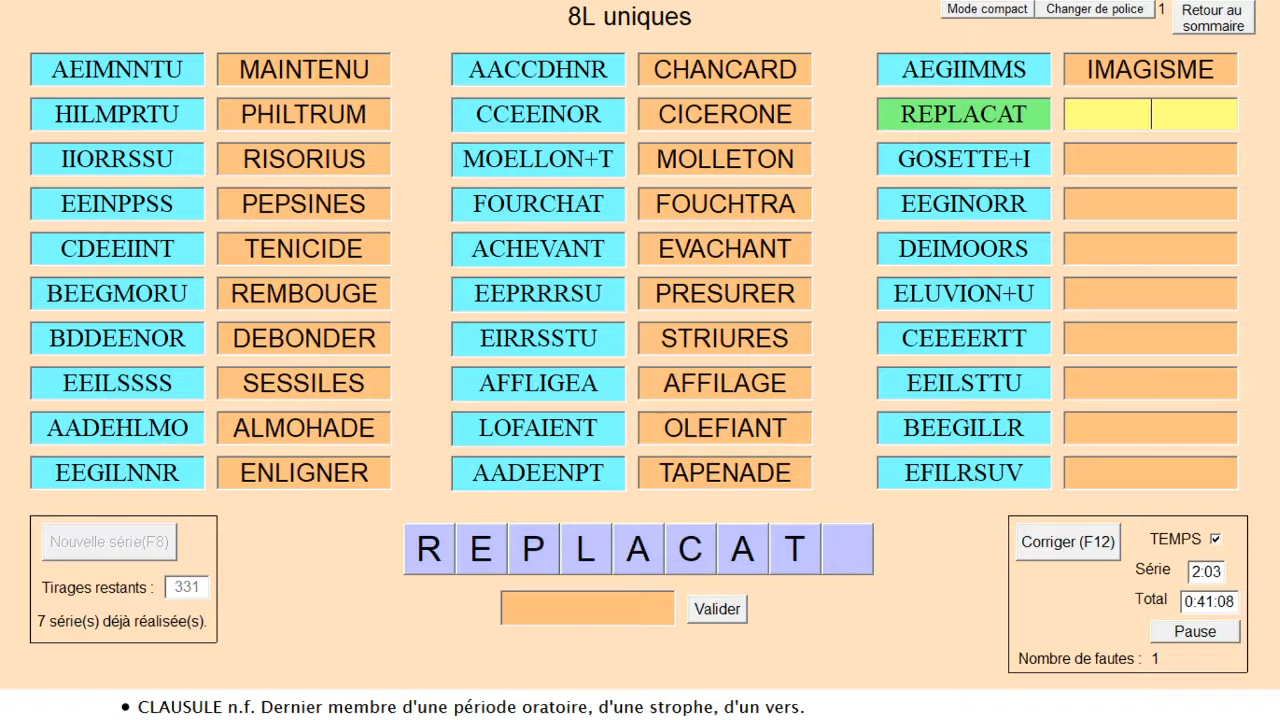 8L uniques
Mode compact Changer de police 1 Retour au sommaire
AEIMNNTU MAINTENU AACCDHNR CHANCARD AEGIIMMS IMAGISME
HILMPRTU PHILTRUM CCEEINOR CICERONE REPLACAT
IIORRSSU RISORIUS MOELLON+T MOLLETON GOSETTE+I
EEINPPSS PEPSINES FOURCHAT FOUCHTRA EEGINORR
CDEEIINT TENICIDE ACHEVANT EVACHANT DEIMOORS
BEEGMORU REMBOUGE EEPRRRSU PRESURER ELUVION+U
BDDEENOR DEBONDER EIRRSSTU STRIURES CEEEERTT
EEILSSSS SESSILES AFFLIGEA AFFILAGE EEILSTTU
AADEHLMO ALMOHADE LOFAIENT OLEFIANT BEEGILLR
EEGILNNR ENLIGNER AADEENPT TAPENADE EFILRSUV
Nouvelle série(F8)
Tirages restants : 331
7 série(s) déjà réalisée(s).
R E P L A C A T
Valider
Corriger (F12) TEMPS
Série 2:03
Total 0:41:08
Pause
Nombre de fautes : 1
• CLAUSULE n.f. Dernier membre d'une période oratoire, d'une strophe, d'un vers.